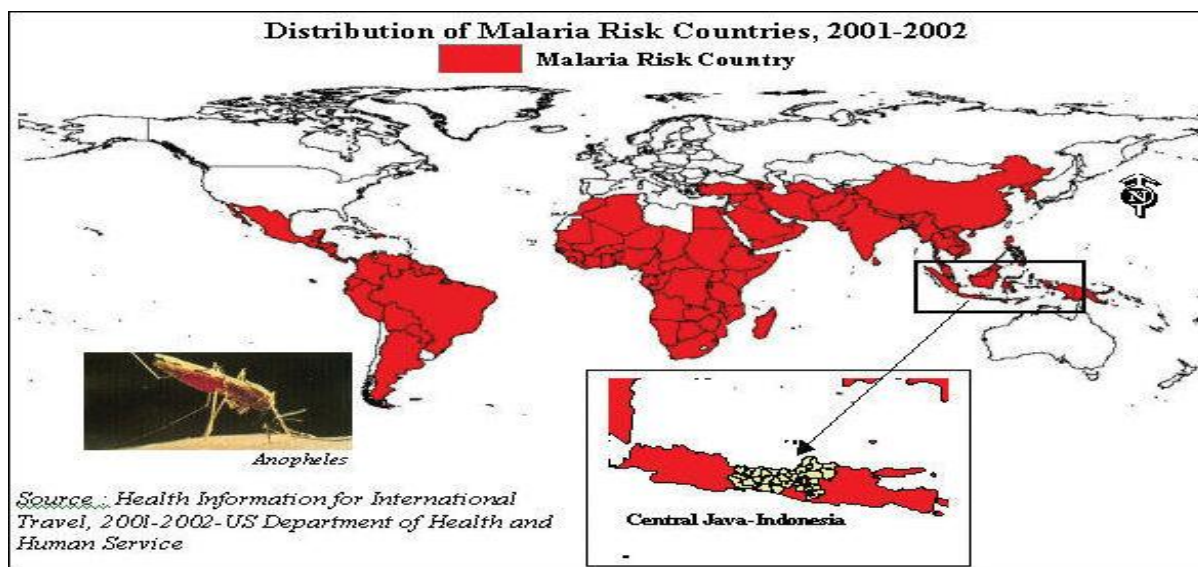 Distribution of Malaria Risk Countries, 2001-2002
Malaria Risk Country
N
Anopheles
Source : Health Information for International
Travel, 2001-2002-US Department of Health and
Human Service
Central Java-Indonesia